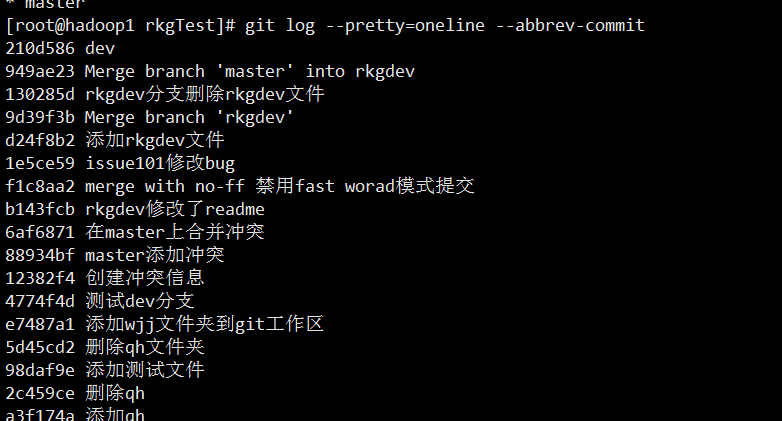 * master
[root@hadoop1 rkgTest]# git log --pretty=oneline --abbrev-commit
210d586 dev
949ae23 Merge branch 'master' into rkgdev
130285d rkgdev分支删除rkgdev文件
9d39f3b Merge branch 'rkgdev'
d24f8b2 添加rkgdev文件
1e5ce59 issue101修改bug
f1c8aa2 merge with no-ff 禁用fast worad模式提交
b143fcb rkgdev修改了readme
6af6871 在master上合并冲突
88934bf master添加冲突
12382f4 创建冲突信息
4774f4d 测试dev分支
e7487a1 添加wjj文件夹到git工作区
5d45cd2 删除qh文件夹
98daf9e 添加测试文件
2c459ce 删除qh
a3f174a 添加qh